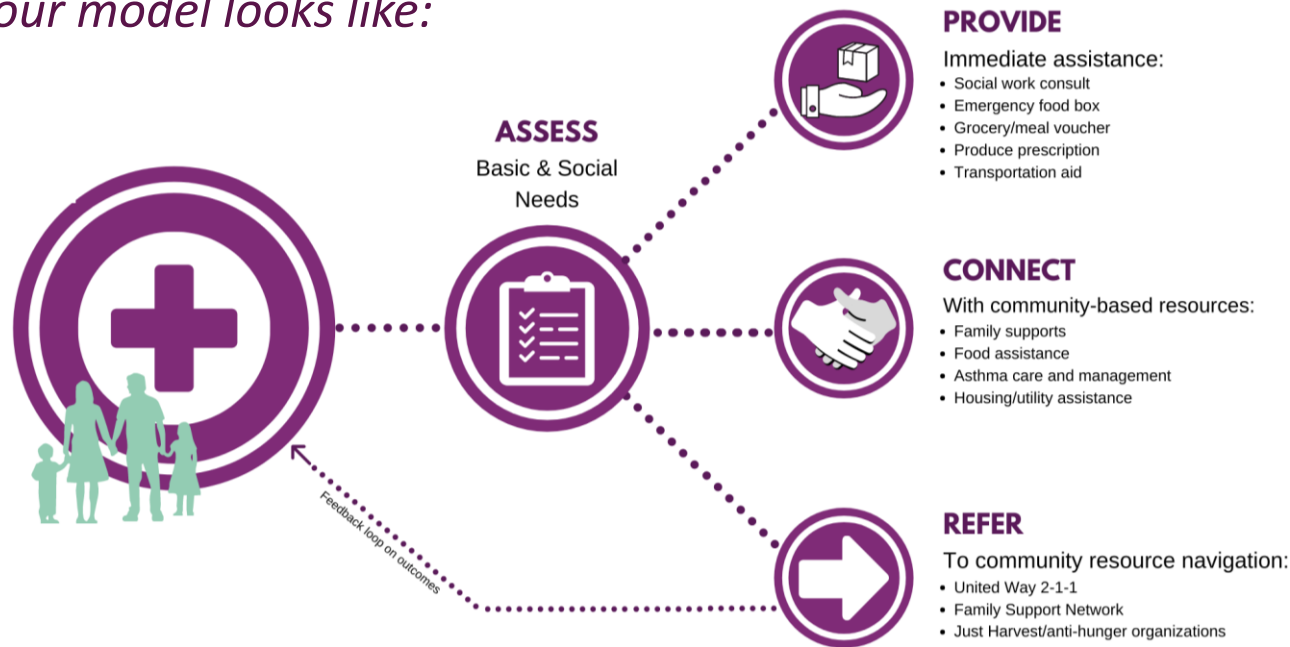 our model looks like:
ASSESS
Basic & Social
Needs
PROVIDE
Immediate assistance:
• Social work consult
• Emergency food box
• Grocery/meal voucher
• Produce prescription
• Transportation aid
CONNECT
With community-based resources:
• Family supports
• Food assistance
• Asthma care and management
• Housing/utility assistance
REFER
To community resource navigation:
• United Way 2-1-1
• Family Support Network
• Just Harvest/anti-hunger organizations
Feedback loop on outcomes